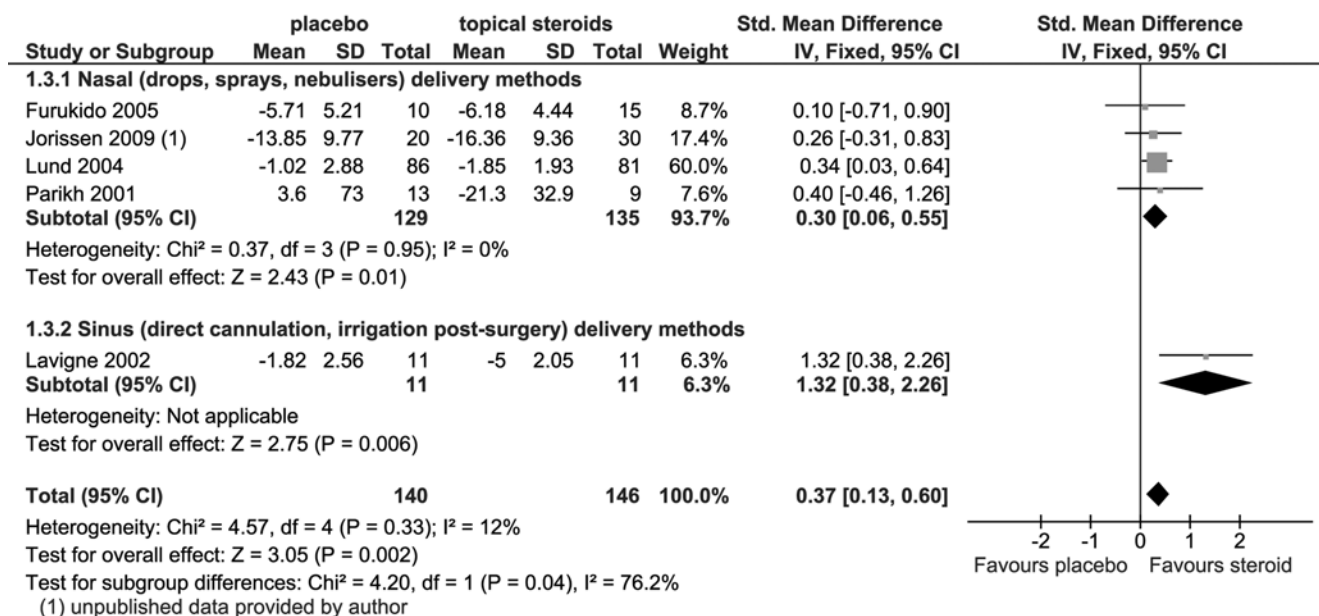 placebo topical steroids Std. Mean Difference Std. Mean Difference
Study or Subgroup Mean SD Total Mean SD Total Weight IV, Fixed, 95% CI IV, Fixed, 95% CI
1.3.1 Nasal (drops, sprays, nebulisers) delivery methods
Furukido 2005 -5.71 5.21 10 -6.18 4.44 15 8.7% 0.10 [-0.71, 0.90]
Jorissen 2009 (1) -13.85 9.77 20 -16.36 9.36 30 17.4% 0.26 [-0.31, 0.83]
Lund 2004 -1.02 2.88 86 -1.85 1.93 81 60.0% 0.34 [0.03, 0.64]
Parikh 2001 3.6 73 13 -21.3 32.9 9 7.6% 0.40 [-0.46, 1.26]
Subtotal (95% CI) 129 135 93.7% 0.30 [0.06, 0.55]
Heterogeneity: Chi² = 0.37, df = 3 (P = 0.95); I² = 0%
Test for overall effect: Z = 2.43 (P = 0.01)
1.3.2 Sinus (direct cannulation, irrigation post-surgery) delivery methods
Lavigne 2002 -1.82 2.56 11 -5 2.05 11 6.3% 1.32 [0.38, 2.26]
Subtotal (95% CI) 11 11 6.3% 1.32 [0.38, 2.26]
Heterogeneity: Not applicable
Test for overall effect: Z = 2.75 (P = 0.006)
Total (95% CI) 140 146 100.0% 0.37 [0.13, 0.60]
Heterogeneity: Chi² = 4.57, df = 4 (P = 0.33); I² = 12%
Test for overall effect: Z = 3.05 (P = 0.002)
Test for subgroup differences: Chi² = 4.20, df = 1 (P = 0.04), I² = 76.2%
(1) unpublished data provided by author
-2 -1 0 1 2
Favours placebo Favours steroid